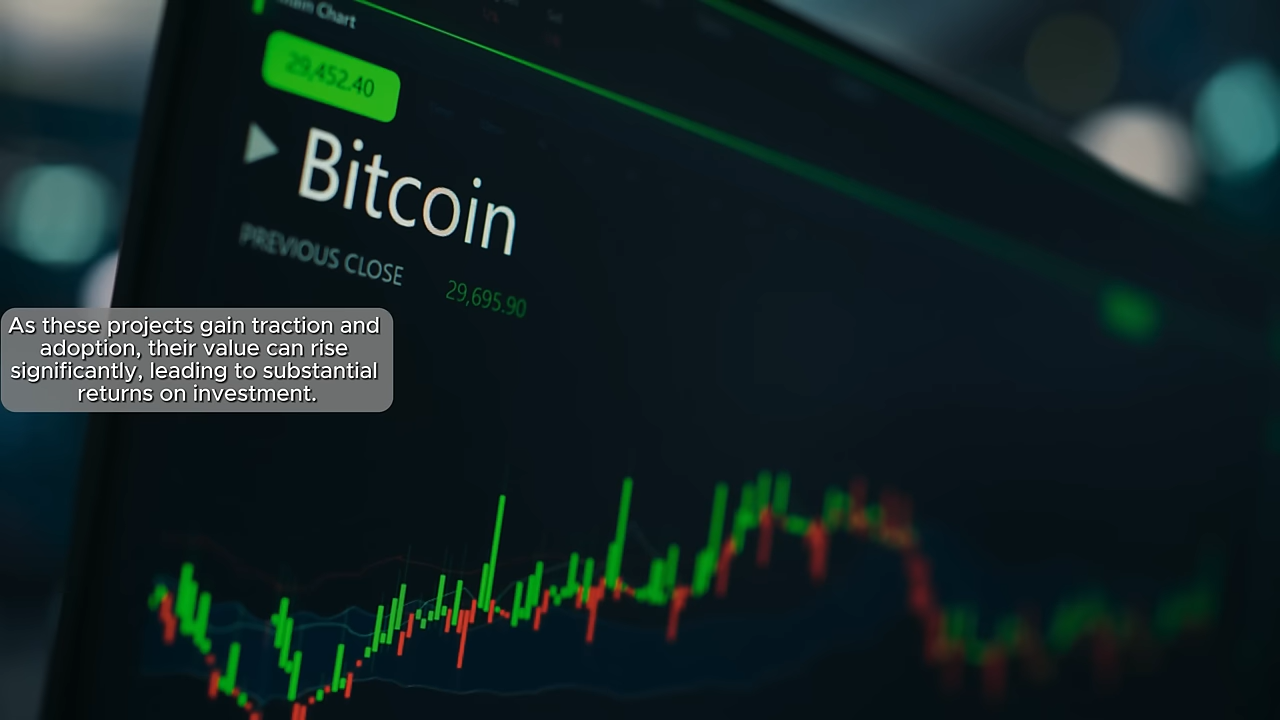 Chart
29,452.40
Bitcoin
PREVIOUS CLOSE
29,695.90
As these projects gain traction and
adoption, their value can rise
significantly, leading to substantial
returns on investment.